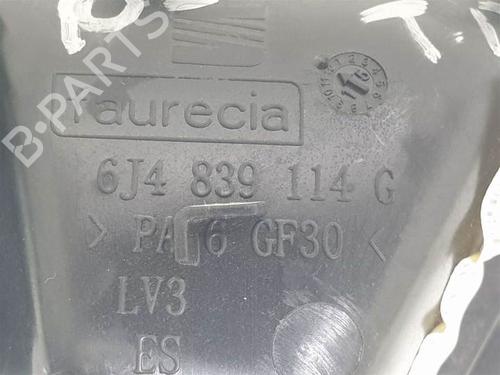 B-PARTS
faurecia
6J4 839 114 G
> PA 6 GF30 <
LV3
ES